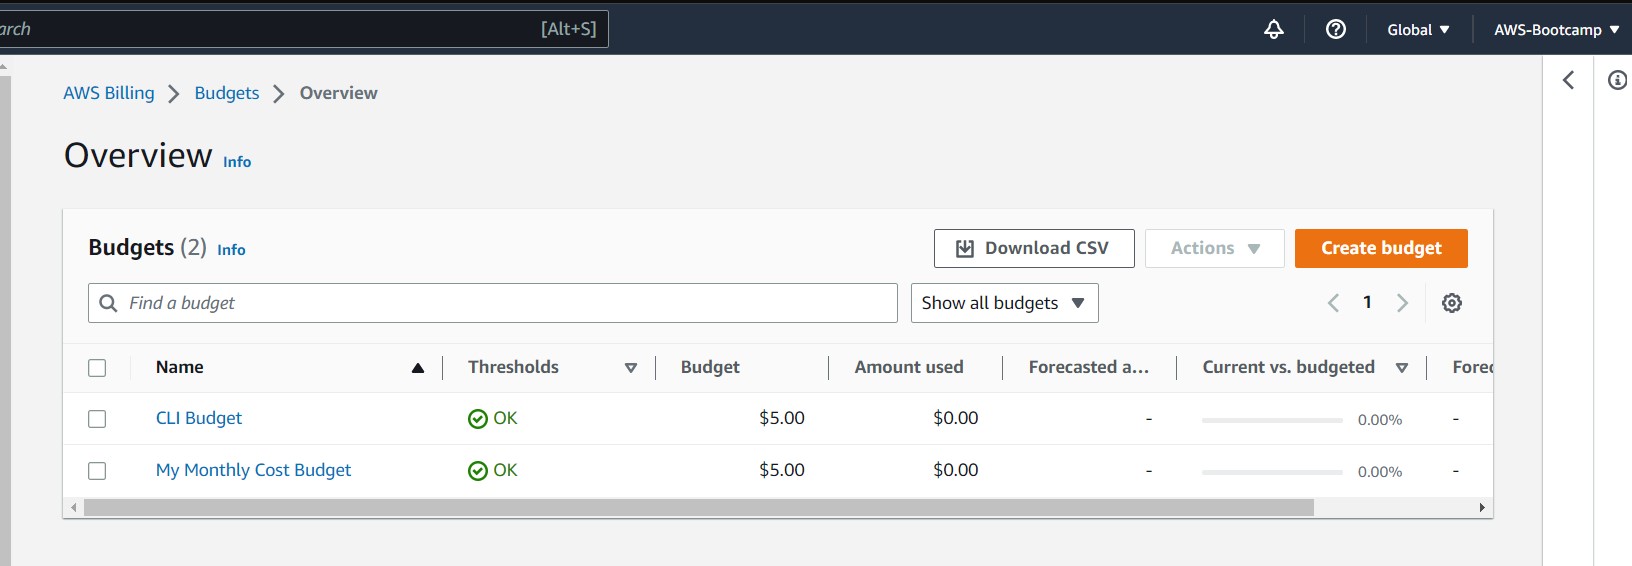 arch [Alt+S] Global AWS-Bootcamp
AWS Billing Budgets Overview
Overview Info
Budgets (2) Info Download CSV Actions Create budget
Find a budget Show all budgets 1
Name Thresholds Budget Amount used Forecasted a... Current vs. budgeted Forec
CLI Budget OK $5.00 $0.00 - 0.00% -
My Monthly Cost Budget OK $5.00 $0.00 - 0.00% -